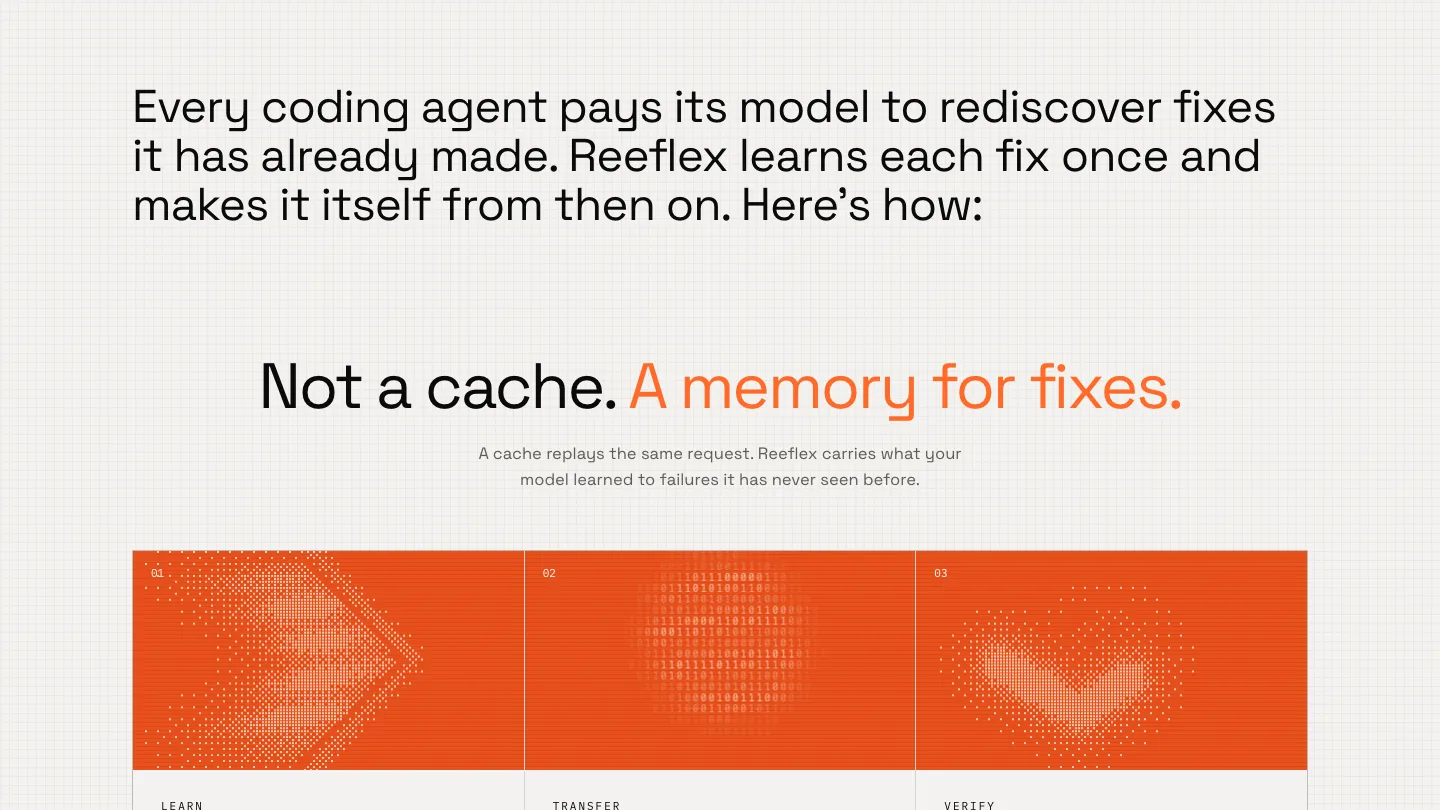 Every coding agent pays its model to rediscover fixes
it has already made. Reeflex learns each fix once and
makes it itself from then on. Here’s how:
Not a cache. A memory for fixes.
A cache replays the same request. Reeflex carries what your
model learned to failures it has never seen before.
01
02
03
LEARN
TRANSFER
VERIFY